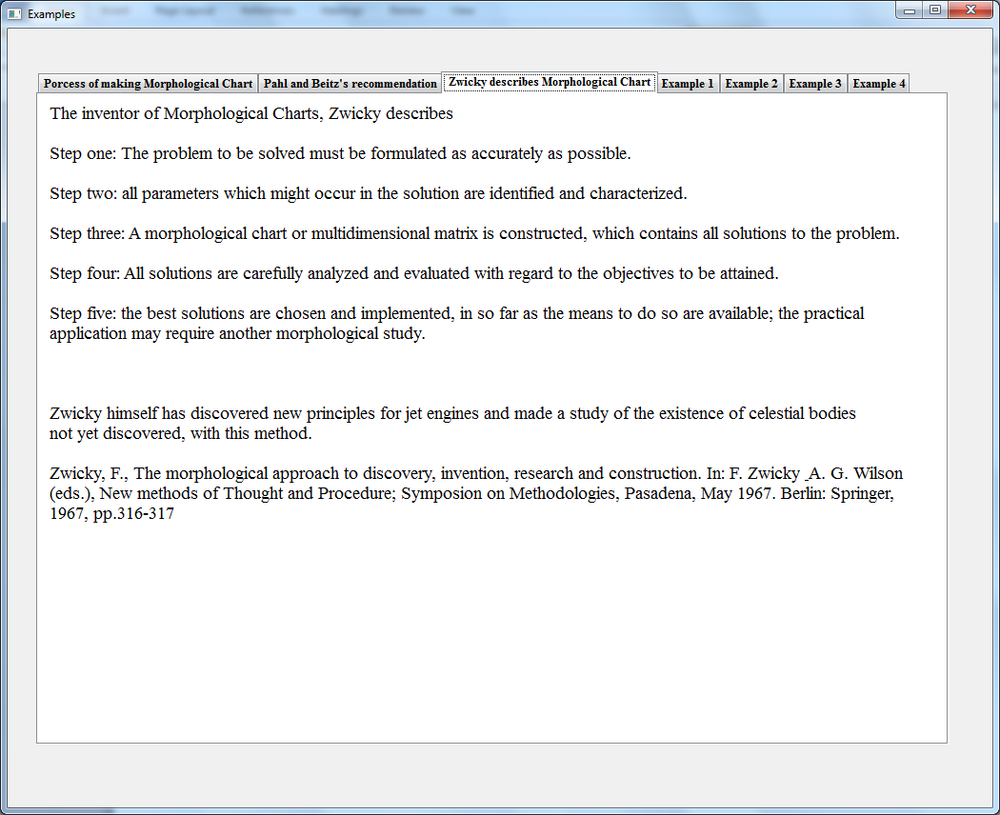 Examples
Porcess of making Morphological Chart
Pahl and Beitz's recommendation
Zwicky describes Morphological Chart
Example 1
Example 2
Example 3
Example 4
The inventor of Morphological Charts, Zwicky describes
Step one: The problem to be solved must be formulated as accurately as possible.
Step two: all parameters which might occur in the solution are identified and characterized.
Step three: A morphological chart or multidimensional matrix is constructed, which contains all solutions to the problem.
Step four: All solutions are carefully analyzed and evaluated with regard to the objectives to be attained.
Step five: the best solutions are chosen and implemented, in so far as the means to do so are available; the practical
application may require another morphological study.
Zwicky himself has discovered new principles for jet engines and made a study of the existence of celestial bodies
not yet discovered, with this method.
Zwicky, F., The morphological approach to discovery, invention, research and construction. In: F. Zwicky _A. G. Wilson
(eds.), New methods of Thought and Procedure; Symposion on Methodologies, Pasadena, May 1967. Berlin: Springer,
1967, pp.316-317